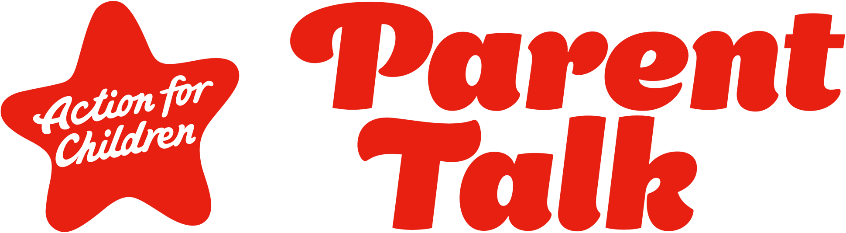 Action for
Children
Parent
Talk